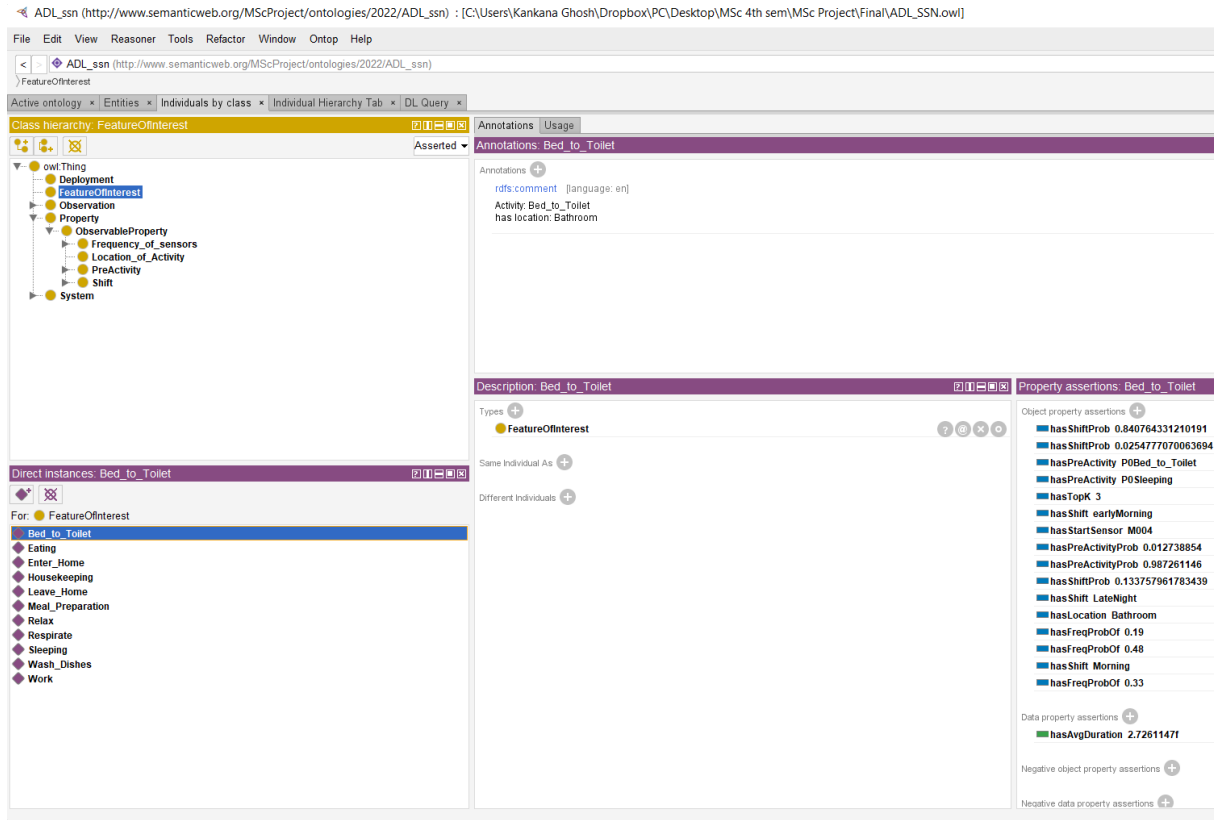 ADL_ssn (http://www.semanticweb.org/MScProject/ontologies/2022/ADL_ssn) : [C:\Users\Kankana Ghosh\Dropbox\PC\Desktop\MSc 4th sem\MSc Project\Final\ADL_SSN.owl]
File Edit View Reasoner Tools Refactor Window Ontop Help
< > ADL_ssn (http://www.semanticweb.org/MScProject/ontologies/2022/ADL_ssn)
FeatureOfInterest
Active ontology × Entities × Individuals by class × Individual Hierarchy Tab × DL Query ×
Class hierarchy: FeatureOfInterest
Asserted
owl:Thing
Deployment
FeatureOfInterest
Observation
Property
ObservableProperty
Frequency_of_sensors
Location_of_Activity
PreActivity
Shift
System
Direct instances: Bed_to_Toilet
For: FeatureOfInterest
Bed_to_Toilet
Eating
Enter_Home
Housekeeping
Leave_Home
Meal_Preparation
Relax
Respirate
Sleeping
Wash_Dishes
Work
Annotations Usage
Annotations: Bed_to_Toilet
Annotations
rdfs:comment [language: en]
Activity: Bed_to_Toilet
has location: Bathroom
Description: Bed_to_Toilet
Types
FeatureOfInterest
Same Individual As
Different Individuals
Property assertions: Bed_to_Toilet
Object property assertions
hasShiftProb 0.840764331210191
hasShiftProb 0.0254777070063694
hasPreActivity P0Bed_to_Toilet
hasPreActivity P0Sleeping
hasTopK 3
hasShift earlyMorning
hasStartSensor M004
hasPreActivityProb 0.012738854
hasPreActivityProb 0.987261146
hasShiftProb 0.133757961783439
hasShift LateNight
hasLocation Bathroom
hasFreqProbOf 0.19
hasFreqProbOf 0.48
hasShift Morning
hasFreqProbOf 0.33
Data property assertions
hasAvgDuration 2.7261147f
Negative object property assertions
Negative data property assertions